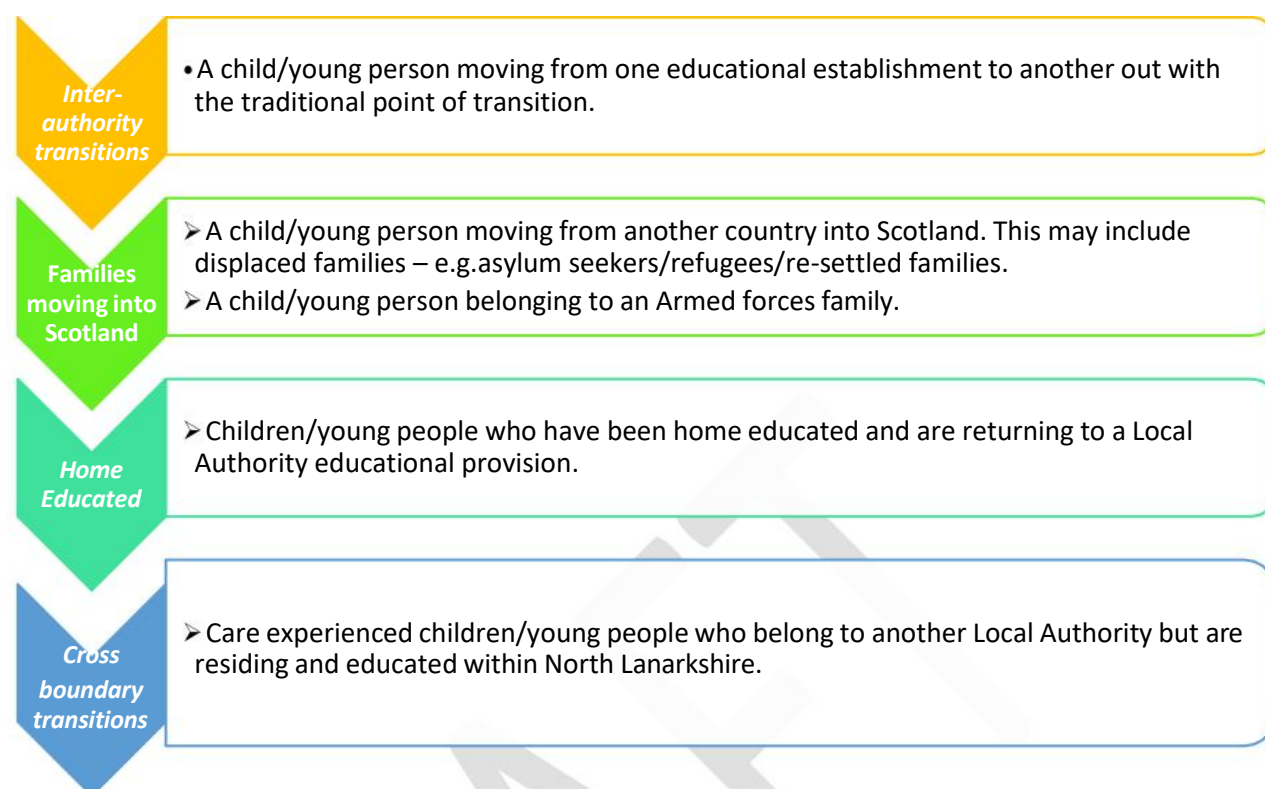 Inter-
authority
transitions
•A child/young person moving from one educational establishment to another out with
the traditional point of transition.
Families
moving into
Scotland
➢A child/young person moving from another country into Scotland. This may include
displaced families – e.g.asylum seekers/refugees/re-settled families.
➢A child/young person belonging to an Armed forces family.
Home
Educated
➢Children/young people who have been home educated and are returning to a Local
Authority educational provision.
Cross
boundary
transitions
➢Care experienced children/young people who belong to another Local Authority but are
residing and educated within North Lanarkshire.